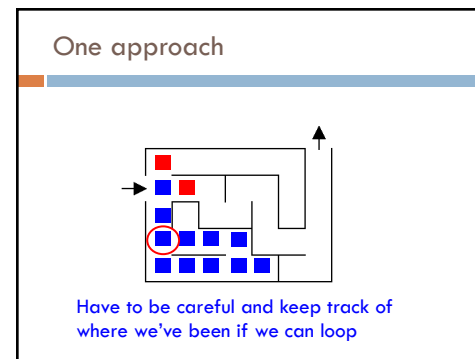 One approach
Have to be careful and keep track of
where we've been if we can loop